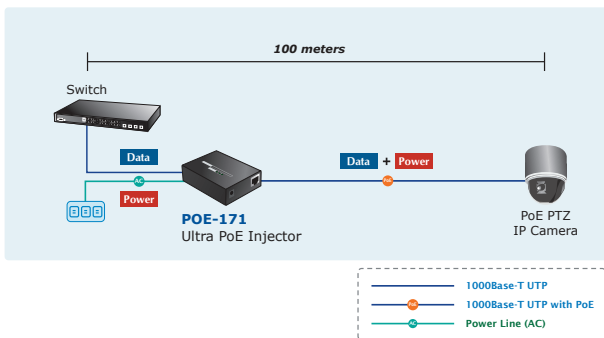 100 meters
Switch
Data
Data + Power
AC
PoE
Power
POE-171
Ultra PoE Injector
PoE PTZ
IP Camera
1000Base-T UTP
PoE
1000Base-T UTP with PoE
AC
Power Line (AC)